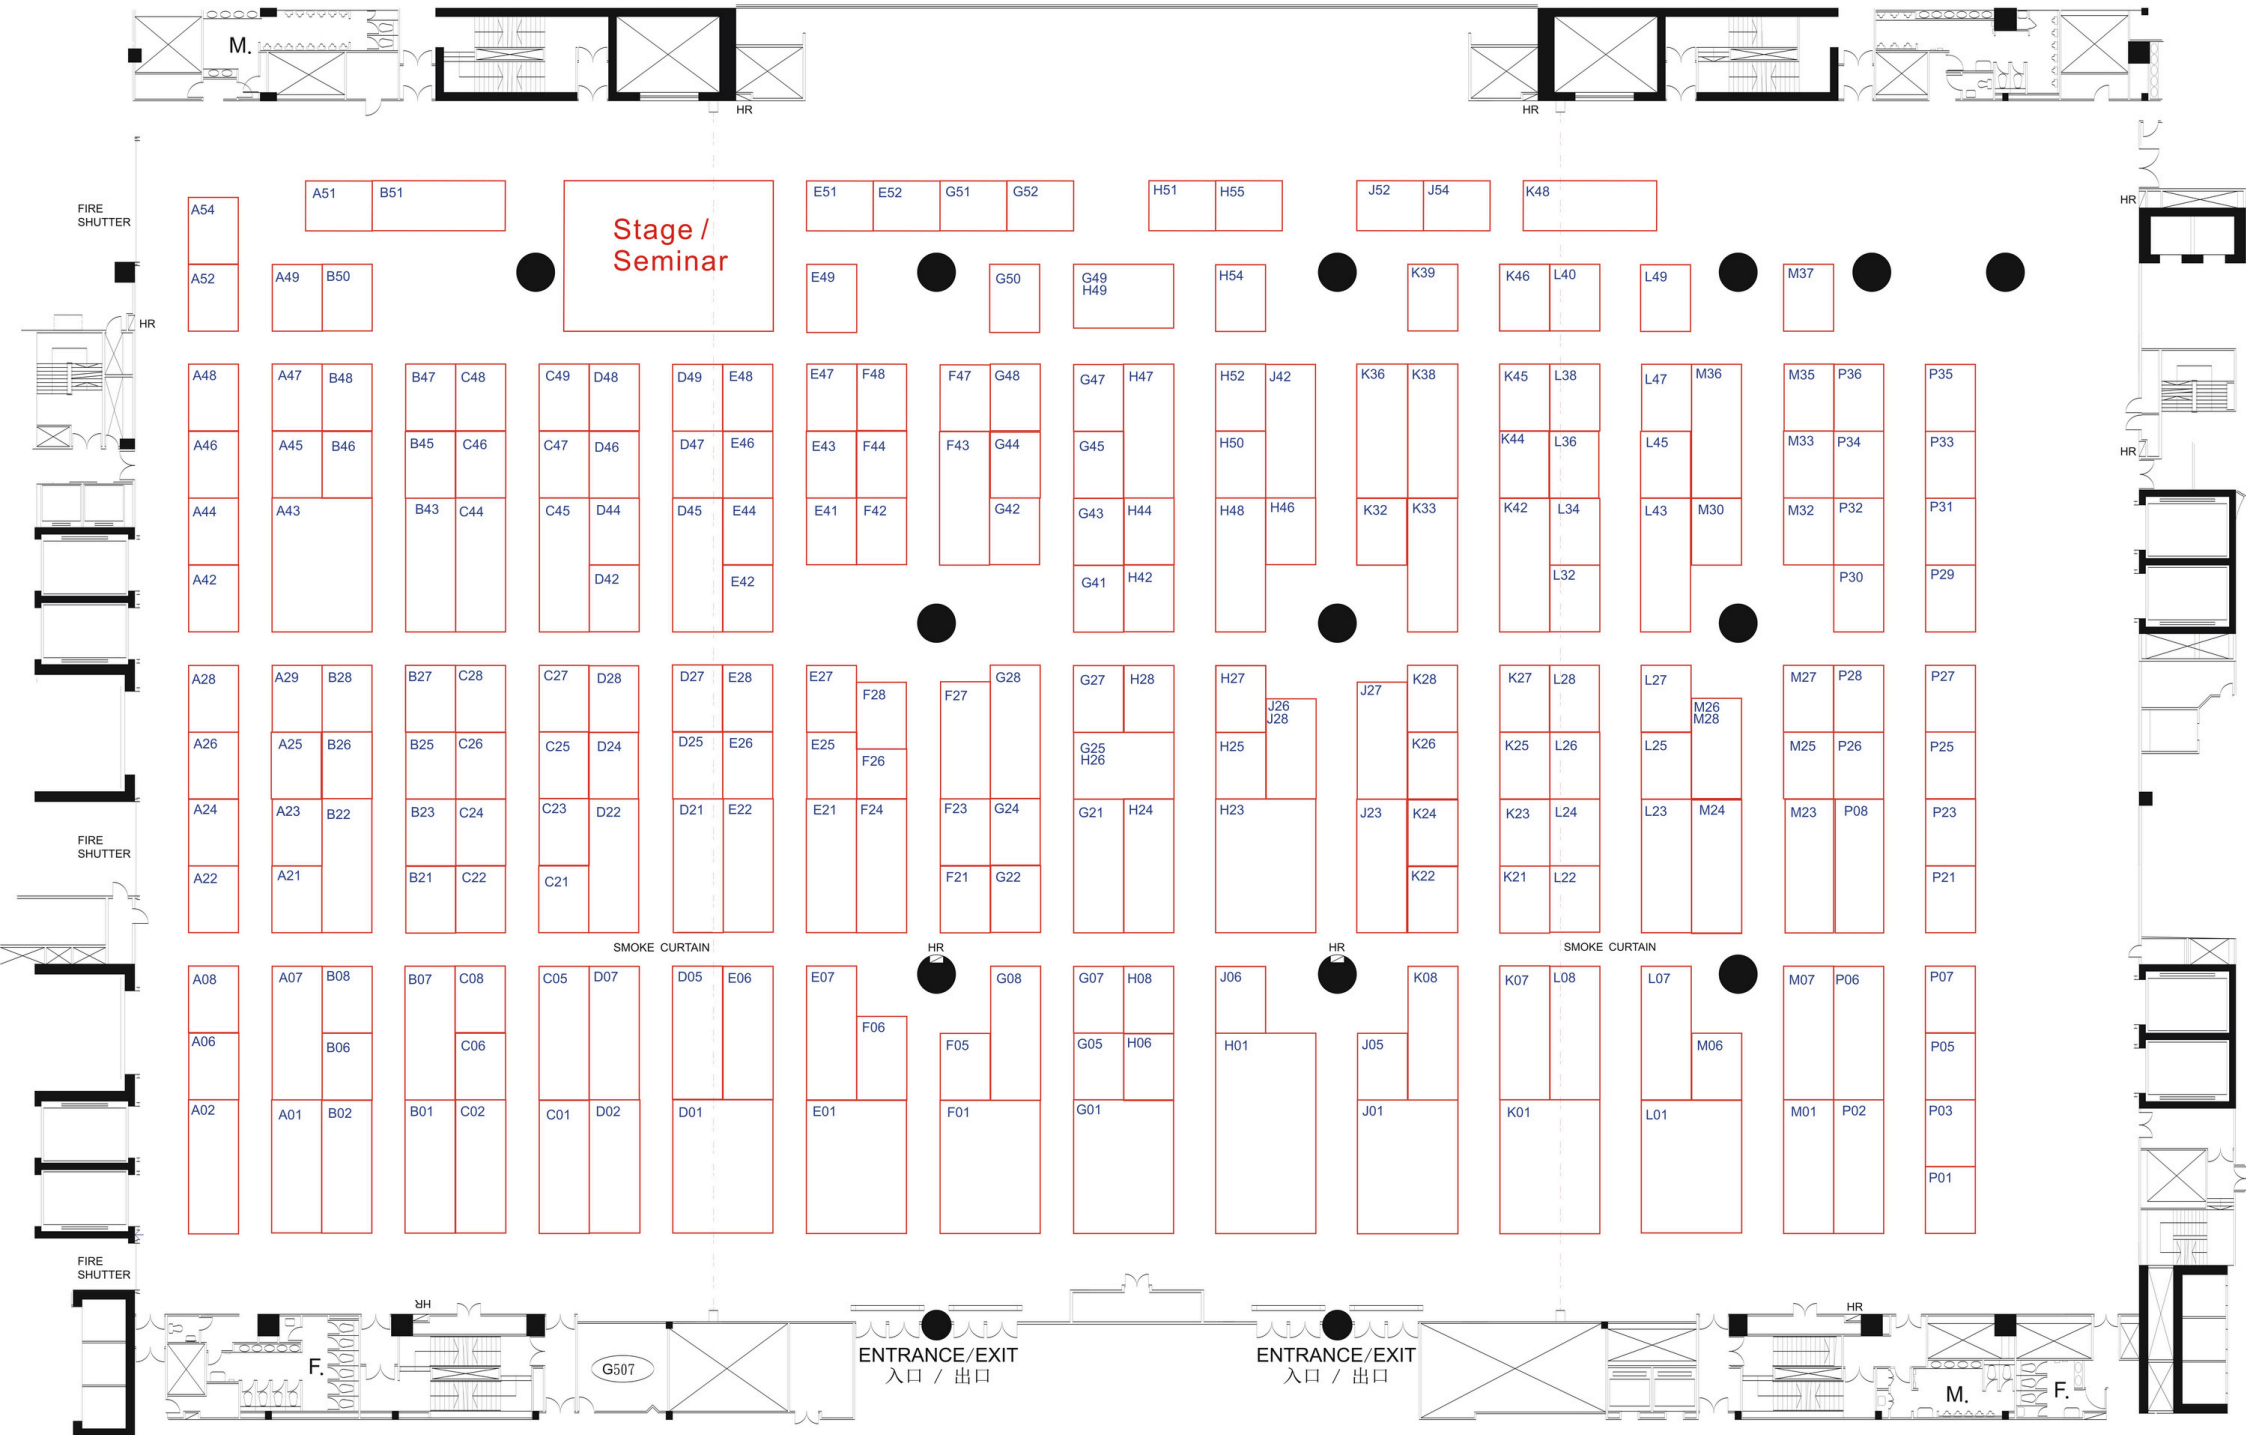 M.
HR
HR
A51
B51
E51
E52
G51
G52
H51
H55
J52
J54
K48
FIRE
SHUTTER
A54
HR
Stage /
Seminar
A52
A49
B50
E49
G50
G49
H49
H54
K39
K46
L40
L49
M37
HR
A48
A47
B48
B47
C48
C49
D48
D49
E48
E47
F48
F47
G48
G47
H47
H52
J42
K36
K38
K45
L38
L47
M36
M35
P36
P35
A46
A45
B46
B45
C46
C47
D46
D47
E46
E43
F44
F43
G44
G45
H50
K44
L36
L45
M33
P34
P33
HR
A44
A43
B43
C44
C45
D44
D45
E44
E41
F42
G42
G43
H44
H48
H46
K32
K33
K42
L34
L43
M30
M32
P32
P31
A42
D42
E42
G41
H42
L32
P30
P29
A28
A29
B28
B27
C28
C27
D28
D27
E28
E27
F28
F27
G28
G27
H28
H27
J26
J28
J27
K28
K27
L28
L27
M26
M28
M27
P28
P27
A26
A25
B26
B25
C26
C25
D24
D25
E26
E25
F26
G25
H26
H25
K26
K25
L26
L25
M25
P26
P25
A24
A23
B22
B23
C24
C23
D22
D21
E22
E21
F24
F23
G24
G21
H24
H23
J23
K24
K23
L24
L23
M24
M23
P08
P23
FIRE
SHUTTER
A22
A21
B21
C22
C21
F21
G22
K22
K21
L22
P21
SMOKE CURTAIN
HR
HR
SMOKE CURTAIN
A08
A07
B08
B07
C08
C05
D07
D05
E06
E07
G08
G07
H08
J06
K08
K07
L08
L07
M07
P06
P07
A06
B06
C06
F06
F05
G05
H06
H01
J05
M06
P05
A02
A01
B02
B01
C02
C01
D02
D01
E01
F01
G01
J01
K01
L01
M01
P02
P03
P01
FIRE
SHUTTER
HR
HR
F.
G507
ENTRANCE/EXIT
入口 / 出口
ENTRANCE/EXIT
入口 / 出口
M.
F.